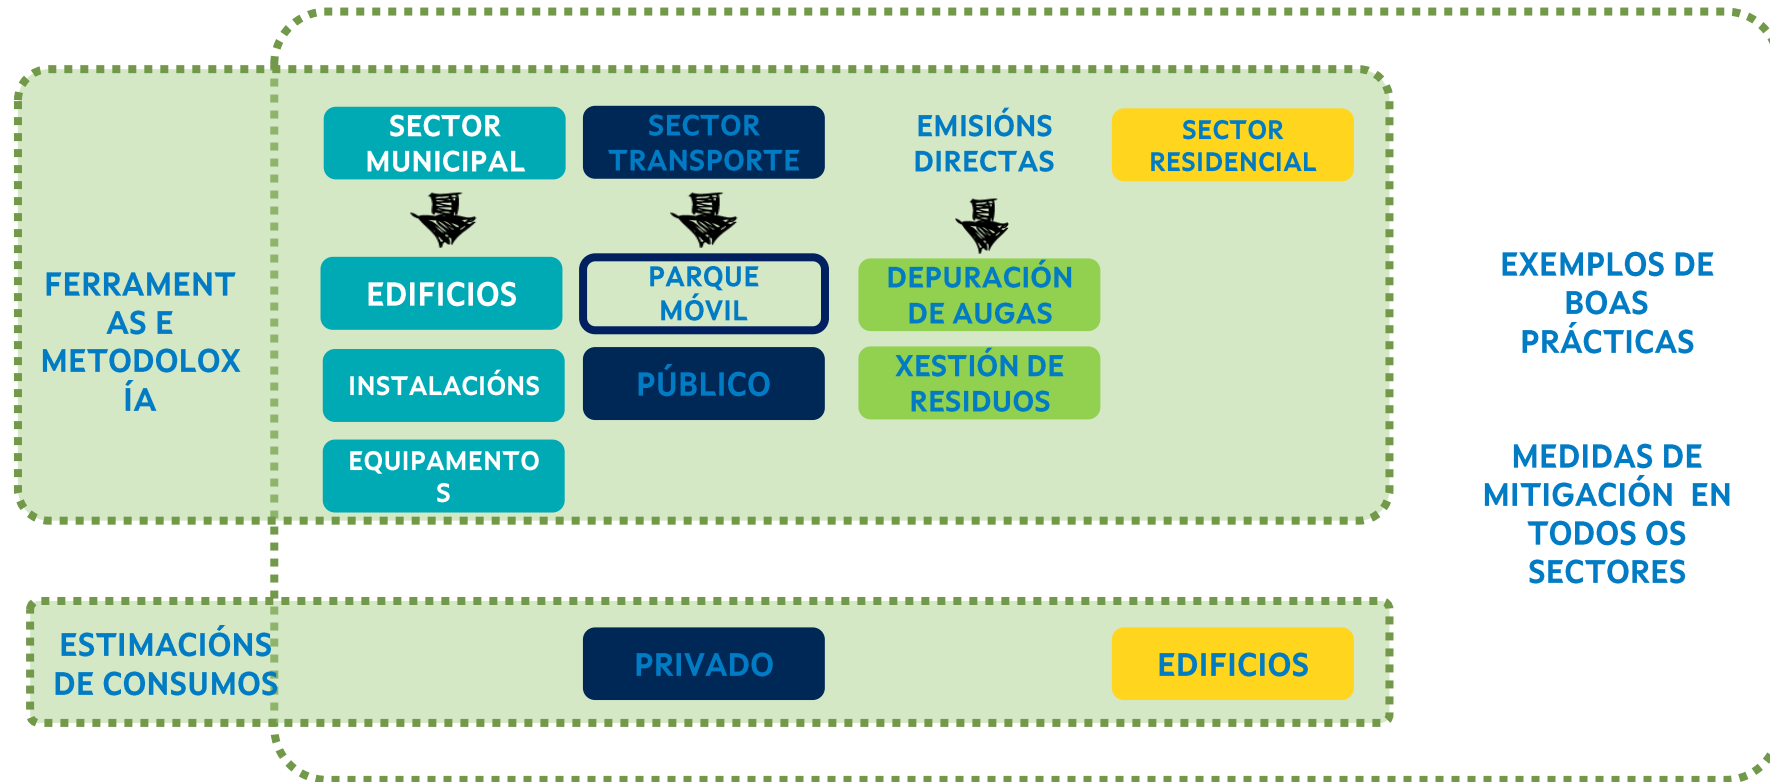 SECTOR
MUNICIPAL
SECTOR
TRANSPORTE
EMISIÓNS
DIRECTAS
SECTOR
RESIDENCIAL
FERRAMENT
AS E
METODOLOX
ÍA
EDIFICIOS
PARQUE
MÓVIL
DEPURACIÓN
DE AUGAS
INSTALACIÓNS
PÚBLICO
XESTIÓN DE
RESIDUOS
EQUIPAMENTO
S
EXEMPLOS DE
BOAS
PRÁCTICAS
MEDIDAS DE
MITIGACIÓN EN
TODOS OS
SECTORES
ESTIMACIÓNS
DE CONSUMOS
PRIVADO
EDIFICIOS